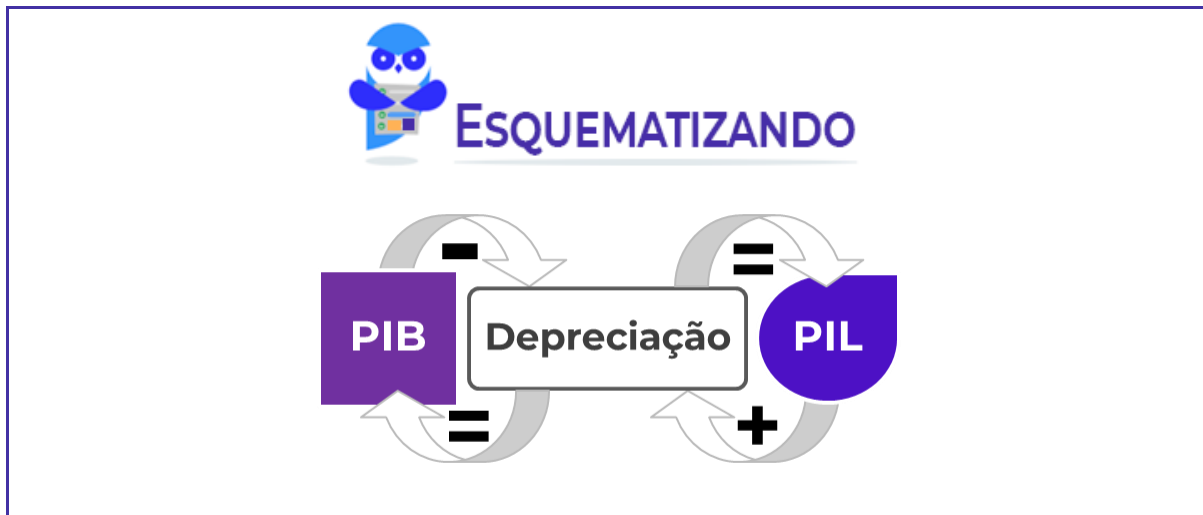 ESQUEMATIZANDO
- =
PIB Depreciação PIL
= +